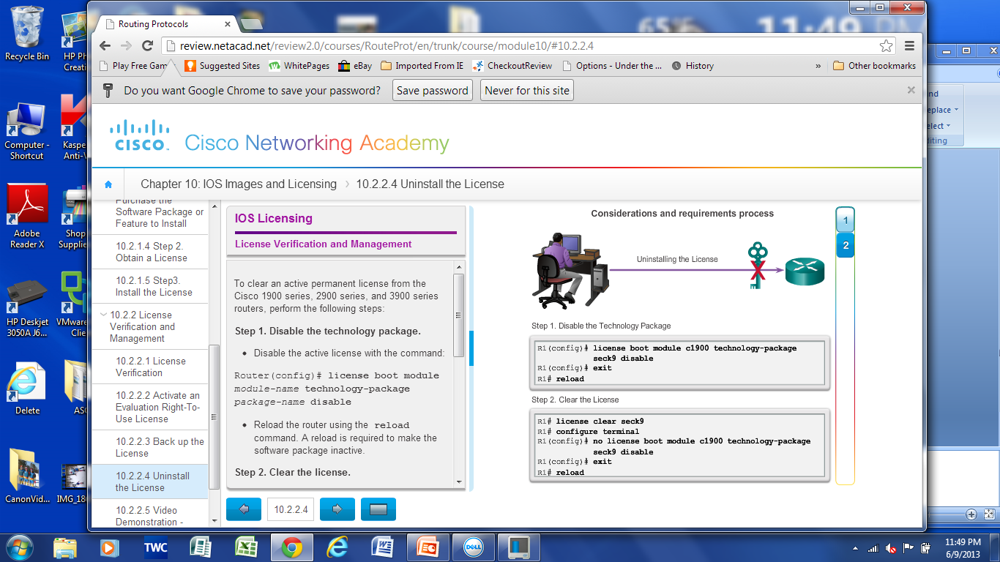 Recycle Bin
HP Ph
Creati
Computer -
Shortcut
Kaspe
Anti-V
Adobe
Reader X
Shop
Supplie
HP Deskjet
3050A J6...
VMware
Clie
Delete
ASC
CanonVid...
IMG_18
65
11:49 PM
Routing Protocols
review.netacad.net/review2.0/courses/RouteProt/en/trunk/course/module10/#10.2.2.4
Play Free Gam
Suggested Sites
WhitePages
eBay
Imported From IE
CheckoutReview
Options - Under the ...
History
»
Other bookmarks
Do you want Google Chrome to save your password?
Save password
Never for this site
CISCO
Cisco Networking Academy
Chapter 10: IOS Images and Licensing
10.2.2.4 Uninstall the License
Purchase the
Software Package or
Feature to Install
10.2.1.4 Step 2.
Obtain a License
10.2.1.5 Step3.
Install the License
10.2.2 License
Verification and
Management
10.2.2.1 License
Verification
10.2.2.2 Activate an
Evaluation Right-To-
Use License
10.2.2.3 Back up the
License
10.2.2.4 Uninstall
the License
10.2.2.5 Video
Demonstration -
IOS Licensing
License Verification and Management
To clear an active permanent license from the
Cisco 1900 series, 2900 series, and 3900 series
routers, perform the following steps:
Step 1. Disable the technology package.
• Disable the active license with the command:
Router(config)# license boot module
module-name technology-package
package-name disable
• Reload the router using the reload
command. A reload is required to make the
software package inactive.
Step 2. Clear the license.
10.2.2.4
Considerations and requirements process
Uninstalling the License
1
2
Step 1. Disable the Technology Package
R1(config)# license boot module c1900 technology-package
seck9 disable
R1(config)# exit
R1# reload
Step 2. Clear the License
R1# license clear seck9
R1# configure terminal
R1(config)# no license boot module c1900 technology-package
seck9 disable
R1(config)# exit
R1# reload
ind
eplace
elect
iting
TWC
DELL
11:49 PM
6/9/2013